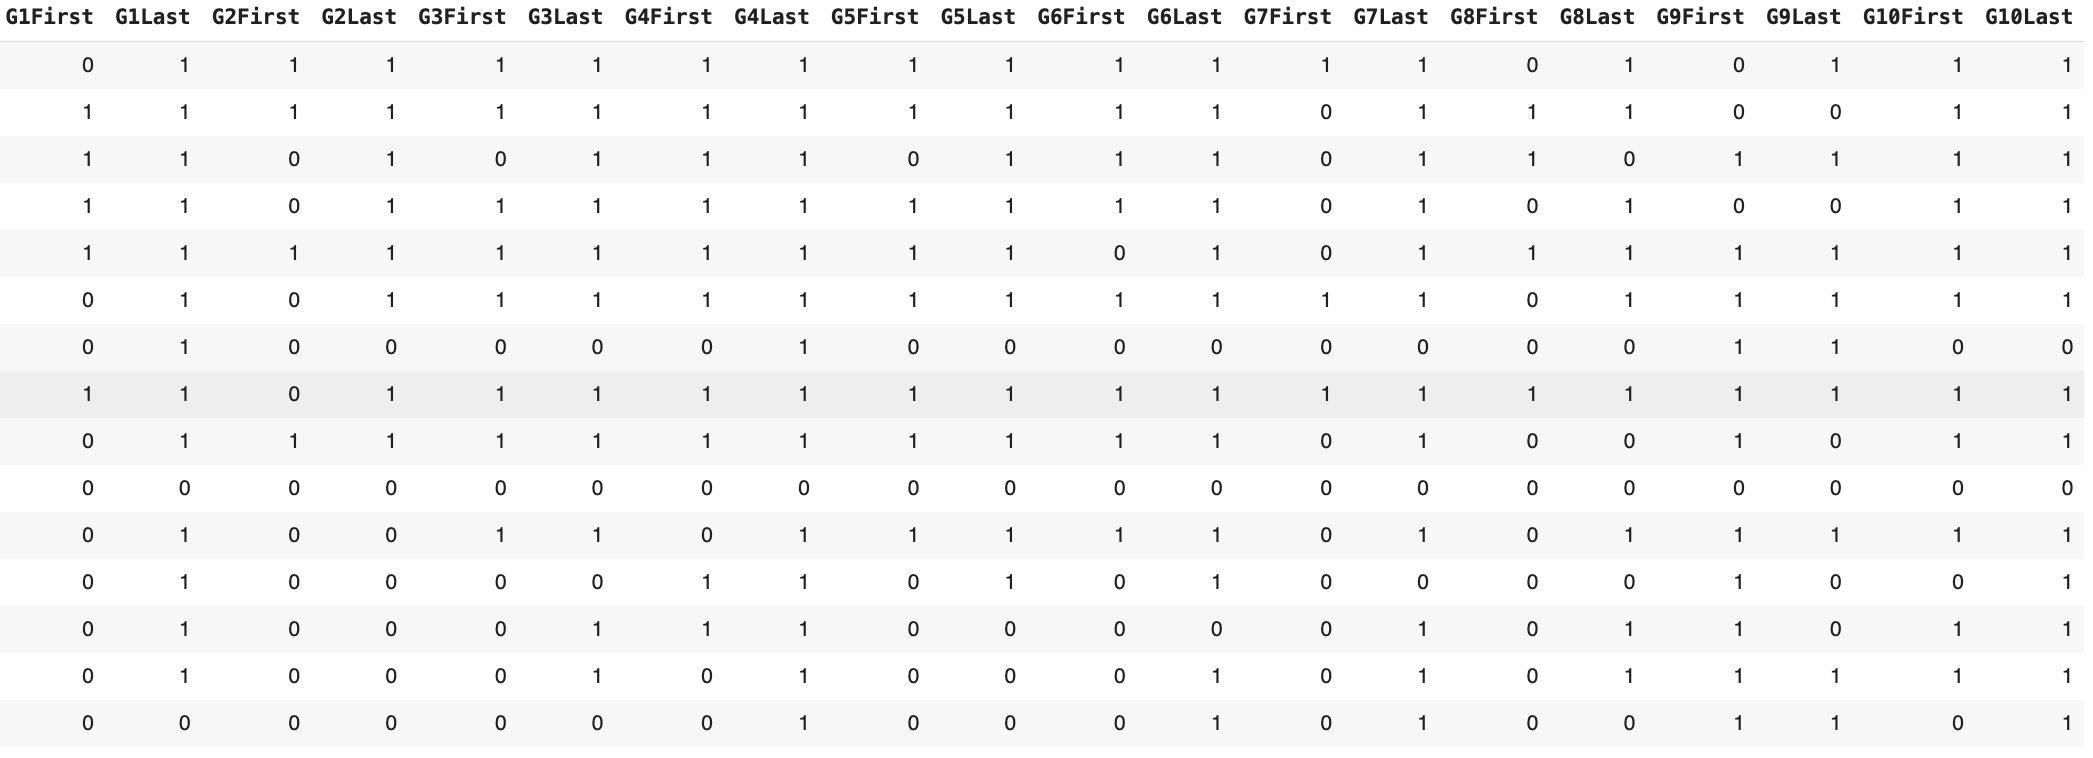 G1First G1Last G2First G2Last G3First G3Last G4First G4Last G5First G5Last G6First G6Last G7First G7Last G8First G8Last G9First G9Last G10First G10Last
0 1 1 1 1 1 1 1 1 1 1 1 1 1 0 1 0 1 1 1
1 1 1 1 1 1 1 1 1 1 1 1 0 1 1 1 0 0 1 1
1 1 0 1 0 1 1 1 0 1 1 1 0 1 1 0 1 1 1 1
1 1 0 1 1 1 1 1 1 1 1 1 0 1 0 1 0 0 1 1
1 1 1 1 1 1 1 1 1 1 0 1 0 1 1 1 1 1 1 1
0 1 0 1 1 1 1 1 1 1 1 1 1 1 0 1 1 1 1 1
0 1 0 0 0 0 0 1 0 0 0 0 0 0 0 0 1 1 0 0
1 1 0 1 1 1 1 1 1 1 1 1 1 1 1 1 1 1 1 1
0 1 1 1 1 1 1 1 1 1 1 1 0 1 0 0 1 0 1 1
0 0 0 0 0 0 0 0 0 0 0 0 0 0 0 0 0 0 0 0
0 1 0 0 1 1 0 1 1 1 1 1 0 1 0 1 1 1 1 1
0 1 0 0 0 0 1 1 0 1 0 1 0 0 0 0 1 0 0 1
0 1 0 0 0 1 1 1 0 0 0 0 0 1 0 1 1 0 1 1
0 1 0 0 0 1 0 1 0 0 0 1 0 1 0 1 1 1 1 1
0 0 0 0 0 0 0 1 0 0 0 1 0 1 0 0 1 1 0 1